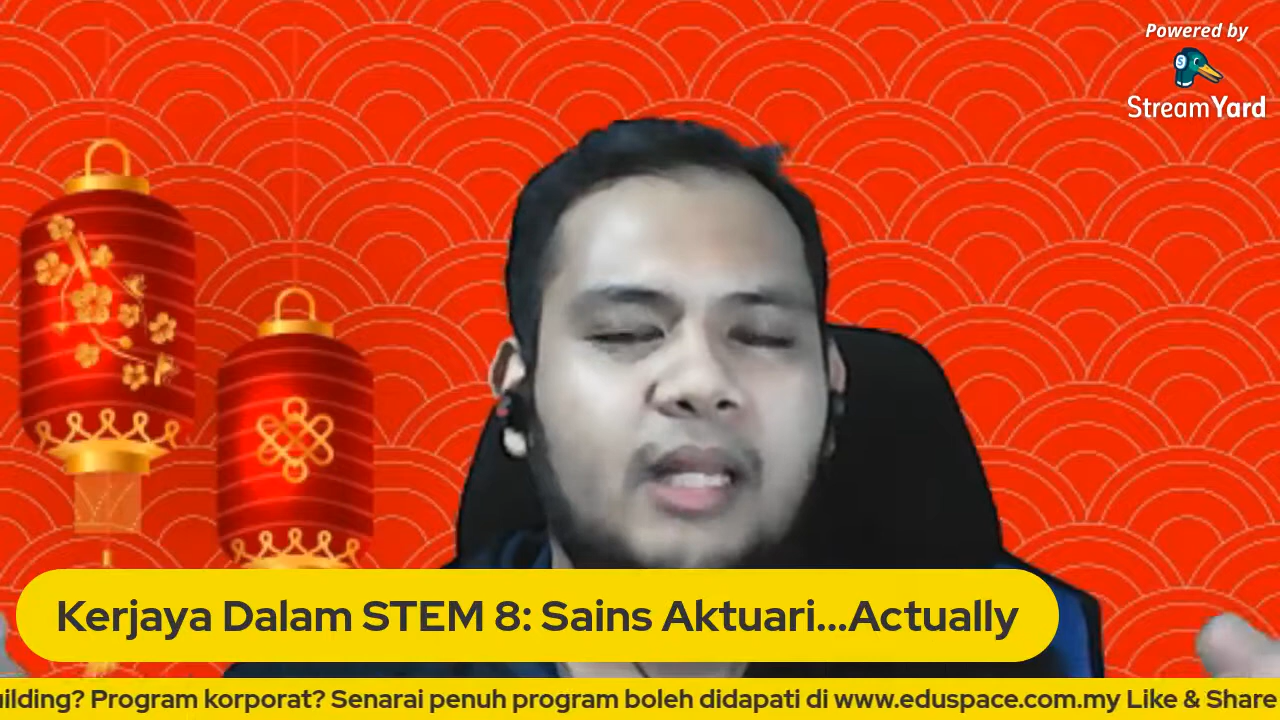 Powered by
StreamYard
Kerjaya Dalam STEM 8: Sains Aktuari...Actually
Program korporat? Senarai penuh program boleh didapati di www.eduspace.com.my Like & Share